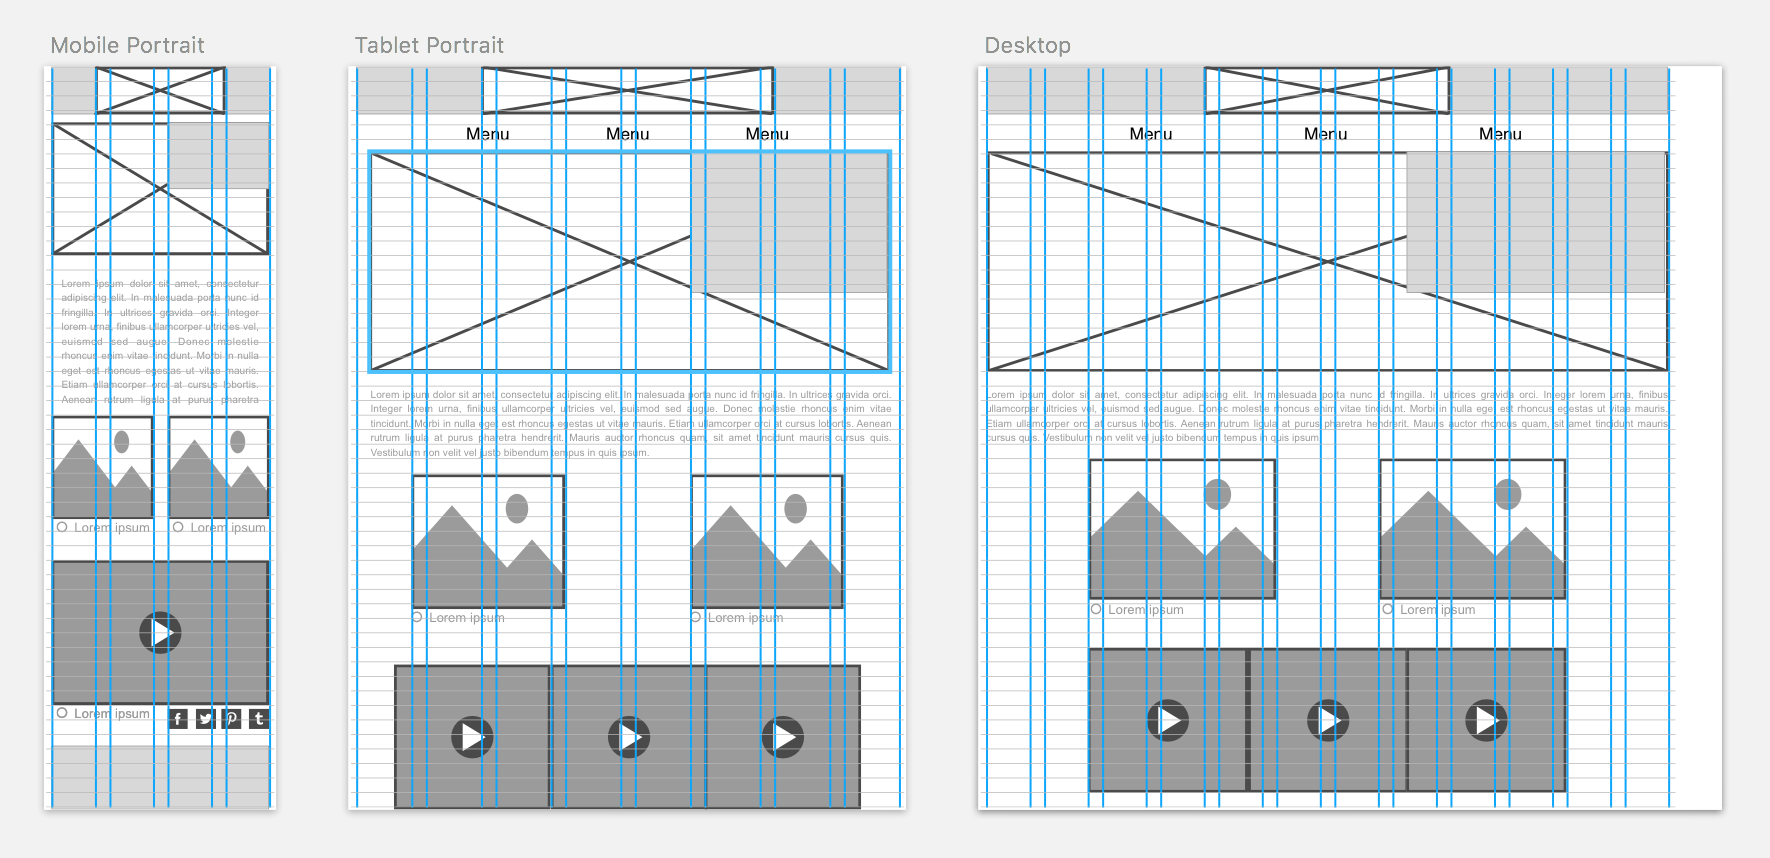 Mobile Portrait
Lorem ipsum dolor sit amet, consectetur
adipiscing elit. In malesuada porta nunc id
fringilla. In ultrices gravida orci. Integer
lorem urna, finibus ullamcorper ultricies vel,
euismod sed augue. Donec molestie
rhoncus enim vitae tincidunt. Morbi in nulla
eget est rhoncus egestas ut vitae mauris.
Etiam ullamcorper orci at cursus lobortis.
Aenean rutrum ligula at purus pharetra
Lorem ipsum
Lorem ipsum
Lorem ipsum
Tablet Portrait
Menu
Menu
Menu
Lorem ipsum dolor sit amet, consectetur adipiscing elit. In malesuada porta nunc id fringilla. In ultrices gravida orci.
Integer lorem urna, finibus ullamcorper ultricies vel, euismod sed augue. Donec molestie rhoncus enim vitae
tincidunt. Morbi in nulla eget est rhoncus egestas ut vitae mauris. Etiam ullamcorper orci at cursus lobortis. Aenean
rutrum ligula at purus pharetra hendrerit. Mauris auctor rhoncus quam, sit amet tincidunt mauris cursus quis.
Vestibulum non velit vel justo bibendum tempus in quis ipsum.
Lorem ipsum
Lorem ipsum
Desktop
Menu
Menu
Menu
Lorem ipsum dolor sit amet, consectetur adipiscing elit. In malesuada porta nunc id fringilla. In ultrices gravida orci. Integer lorem urna, finibus
ullamcorper ultricies vel, euismod sed augue. Donec molestie rhoncus enim vitae tincidunt. Morbi in nulla eget est rhoncus egestas ut vitae mauris.
Etiam ullamcorper orci at cursus lobortis. Aenean rutrum ligula at purus pharetra hendrerit. Mauris auctor rhoncus quam, sit amet tincidunt mauris
cursus quis. Vestibulum non velit vel justo bibendum tempus in quis ipsum.
Lorem ipsum
Lorem ipsum